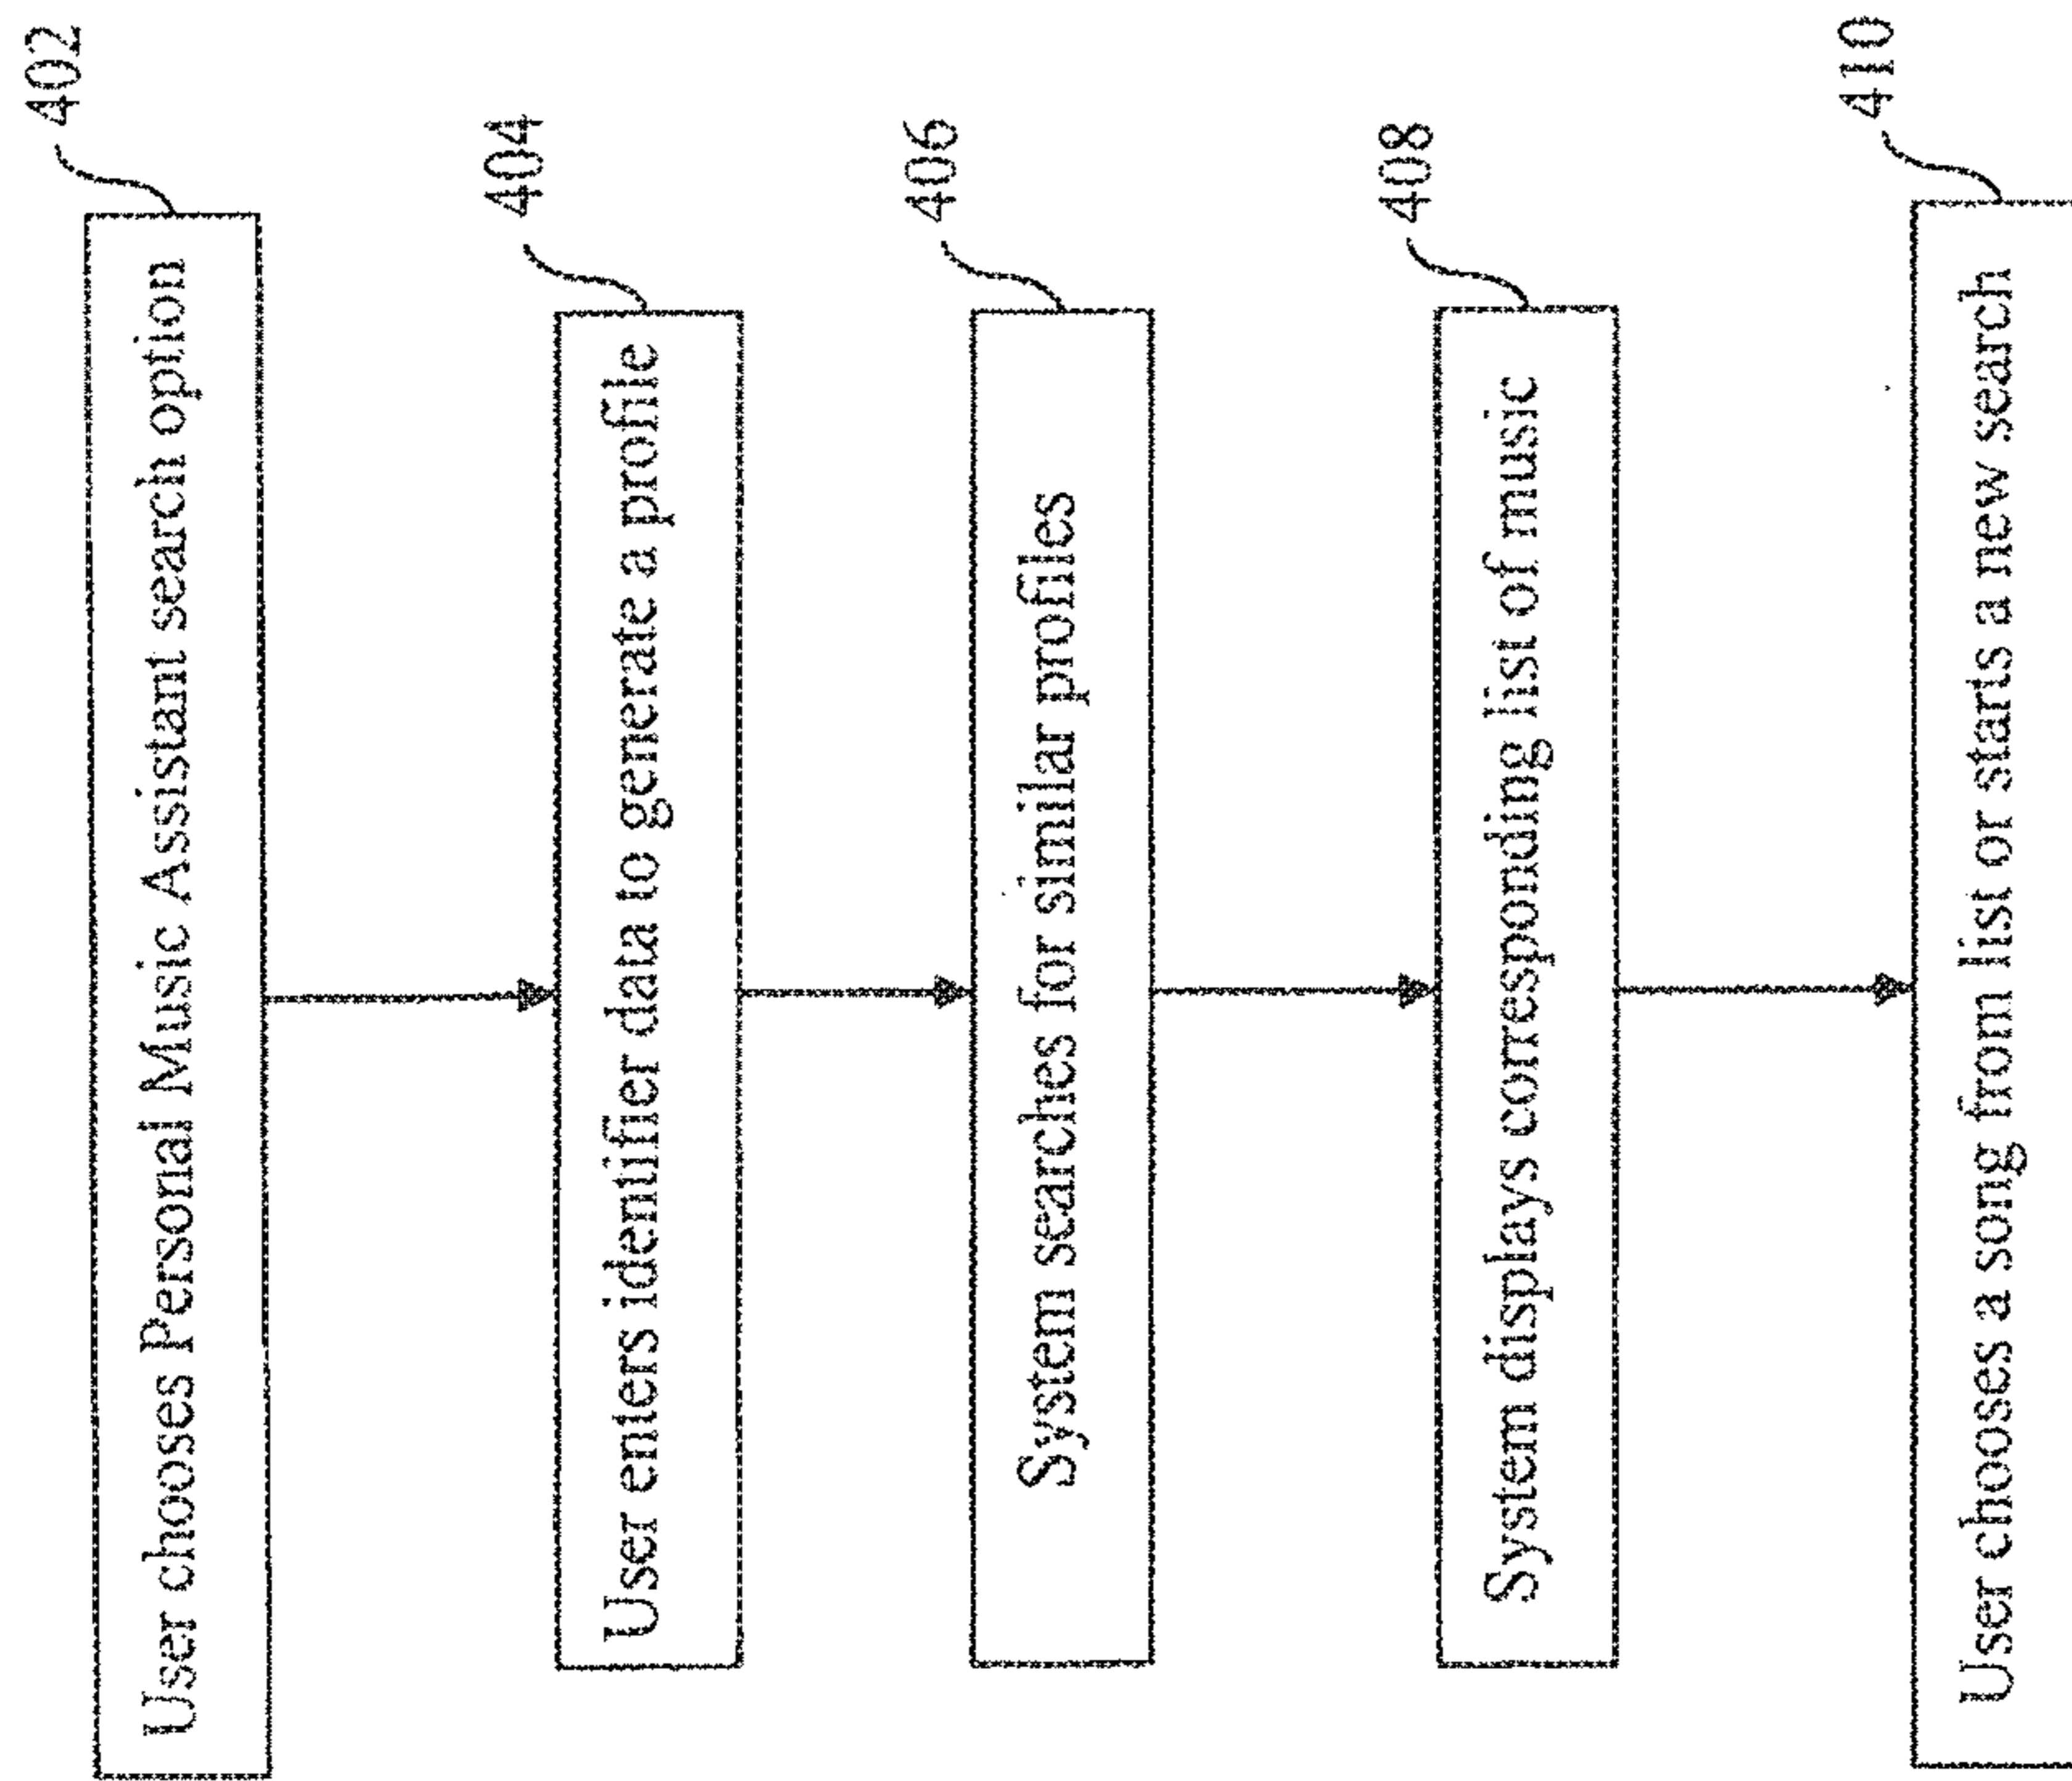 402
User chooses Personal Music Assistant search option
404
User enters identifier data to generate a profile
406
System searches for similar profiles
408
System displays corresponding list of music
410
User chooses a song from list or starts a new search